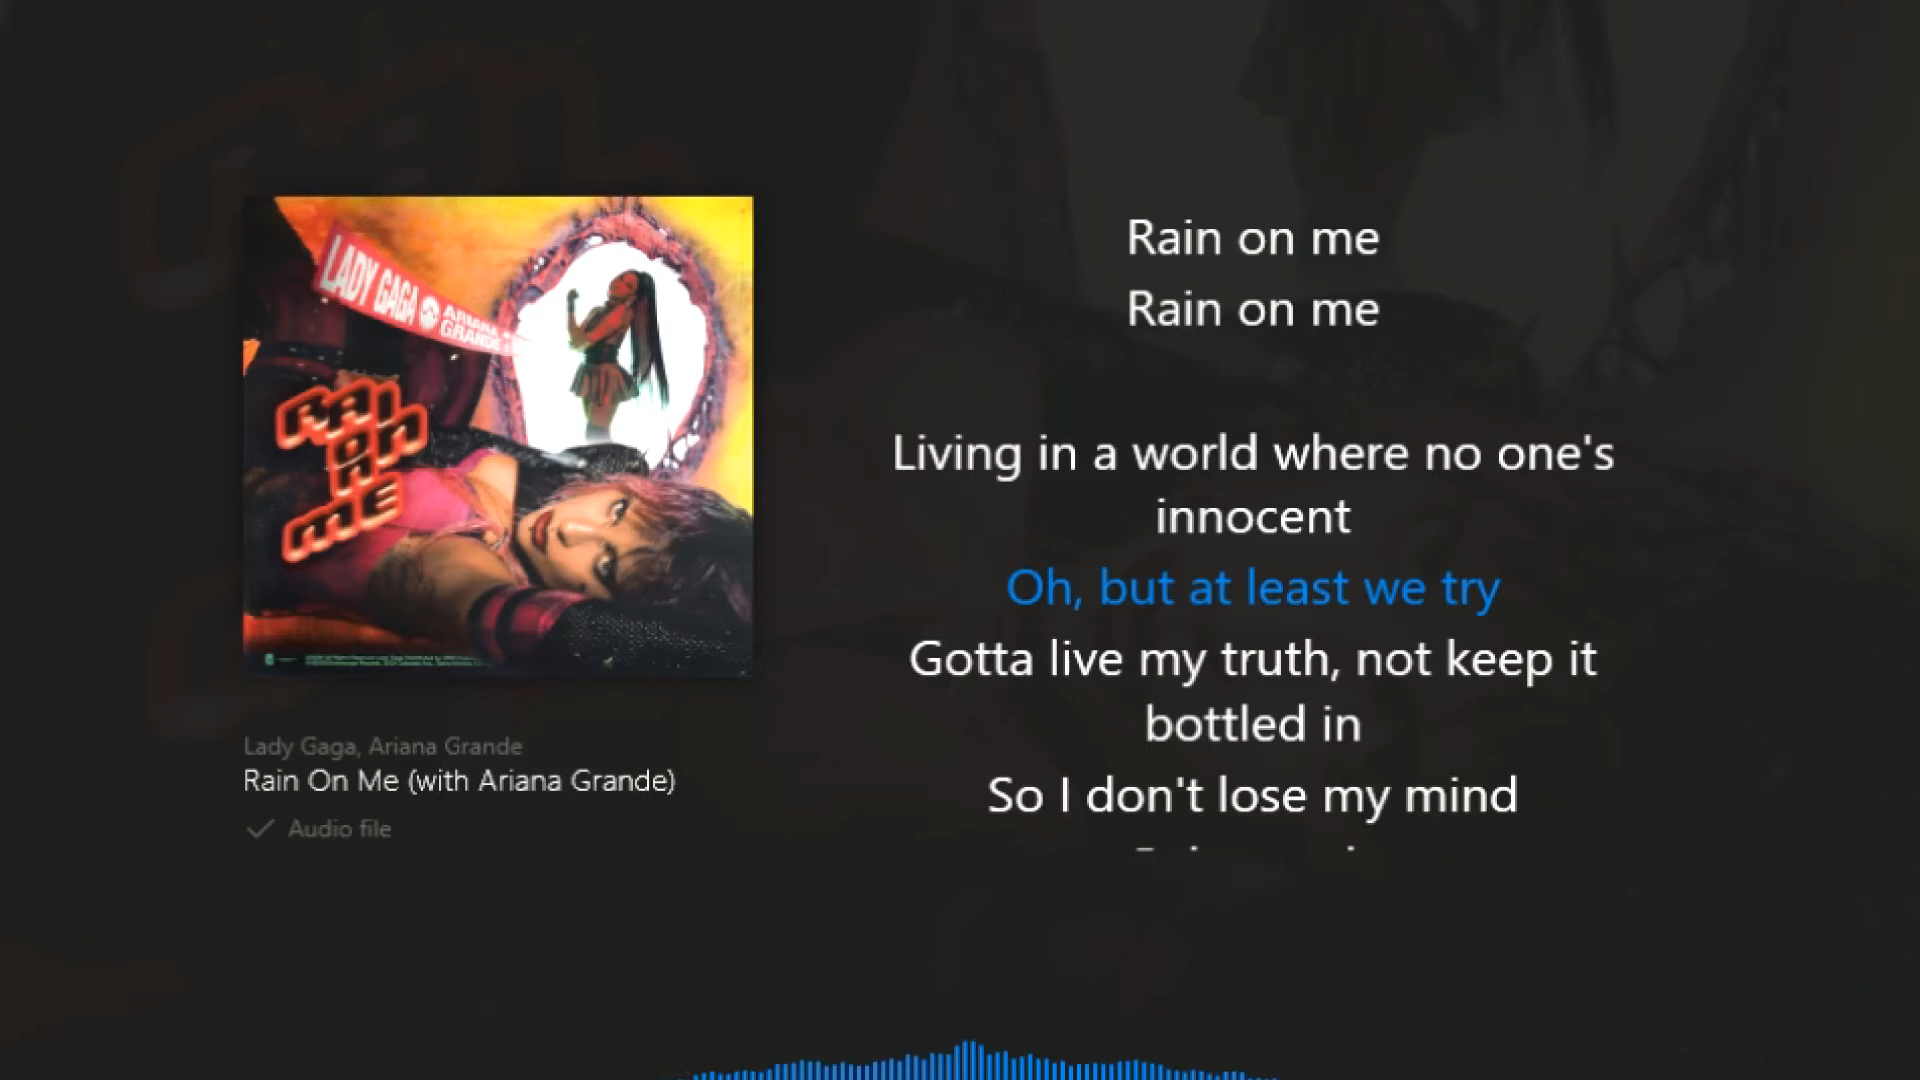 LADY GAGA
ARIANA
GRANDE
RAI
ON
N
ME
Lady Gaga, Ariana Grande
Rain On Me (with Ariana Grande)
Audio file
Rain on me
Rain on me
Living in a world where no one's
innocent
Oh, but at least we try
Gotta live my truth, not keep it
bottled in
So I don't lose my mind